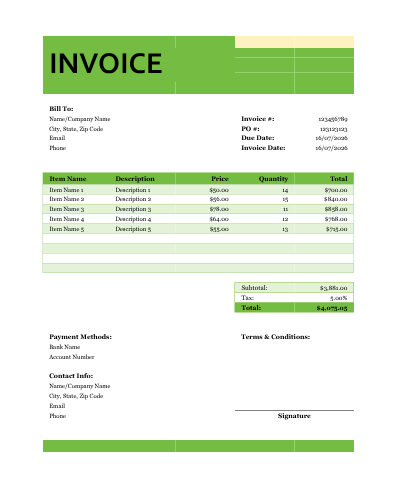 INVOICE
Bill To:
Name/Company Name
City, State, Zip Code
Email
Phone
Invoice #: 123456789
PO #: 123123123
Due Date: 16/07/2026
Invoice Date: 16/07/2026
Item Name Description Price Quantity Total
Item Name 1 Description 1 $50.00 14 $700.00
Item Name 2 Description 2 $56.00 15 $840.00
Item Name 3 Description 3 $78.00 11 $858.00
Item Name 4 Description 4 $64.00 12 $768.00
Item Name 5 Description 5 $55.00 13 $715.00
Subtotal: $3,881.00
Tax: 5.00%
Total: $4,075.05
Payment Methods:
Bank Name
Account Number
Terms & Conditions:
Contact Info:
Name/Company Name
City, State, Zip Code
Email
Phone
Signature